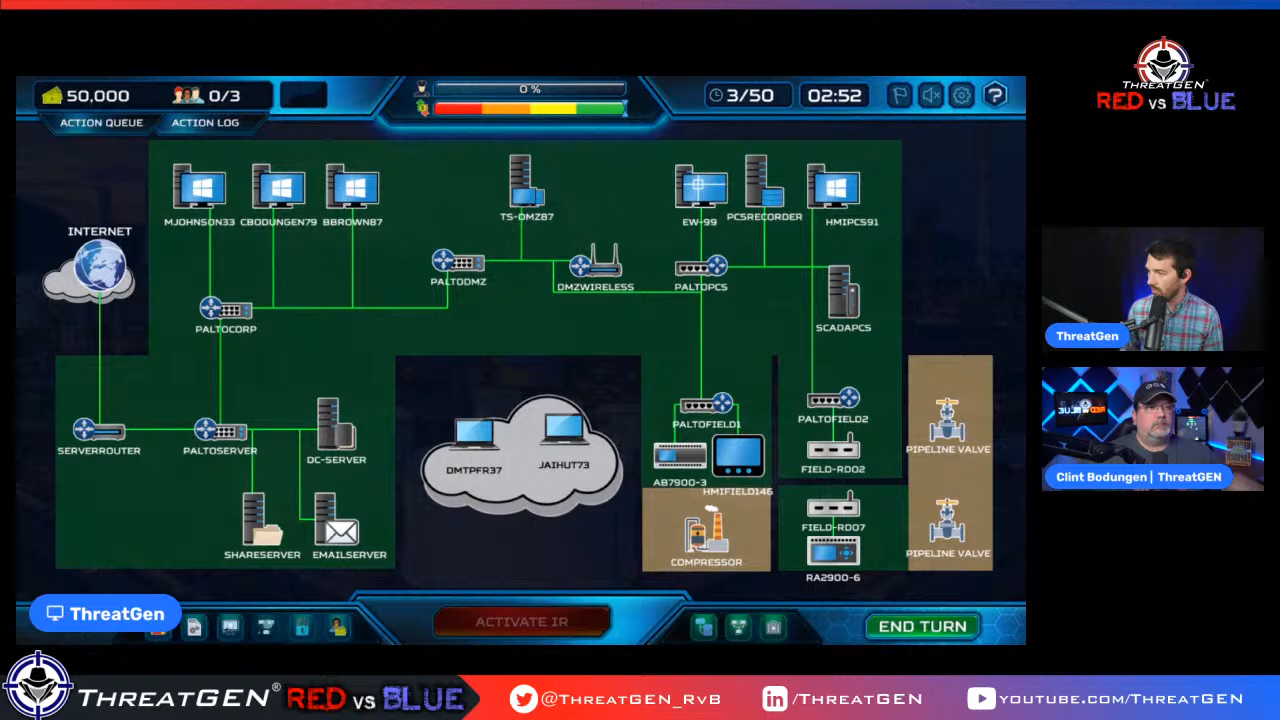 50,000
0/3
0 %
3/50
02:52
?
ACTION QUEUE
ACTION LOG
THREATGEN®
RED vs BLUE
MJOHNSON33
CBODUNGEN79
BBROWN87
TS-DMZ87
EW-99
PCSRECORDER
HMIPCS91
INTERNET
PALTODMZ
DMZWIRELESS
PALTOPCS
PALTOCORP
SCADAPCS
ThreatGen
SERVERROUTER
PALTOSERVER
DC-SERVER
DMTPFR37
JAIHUT73
PALTOFIELD1
PALTOFIELD2
PIPELINE VALVE
FIELD-RD02
AB7900-3
HMIFIELD146
Clint Bodungen | ThreatGEN
SHARESERVER
EMAILSERVER
COMPRESSOR
FIELD-RD07
PIPELINE VALVE
RA2900-6
ThreatGen
ACTIVATE IR
END TURN
THREATGEN® RED vs BLUE
@THREATGEN_RVB
/THREATGEN
YOUTUBE.COM/THREATGEN